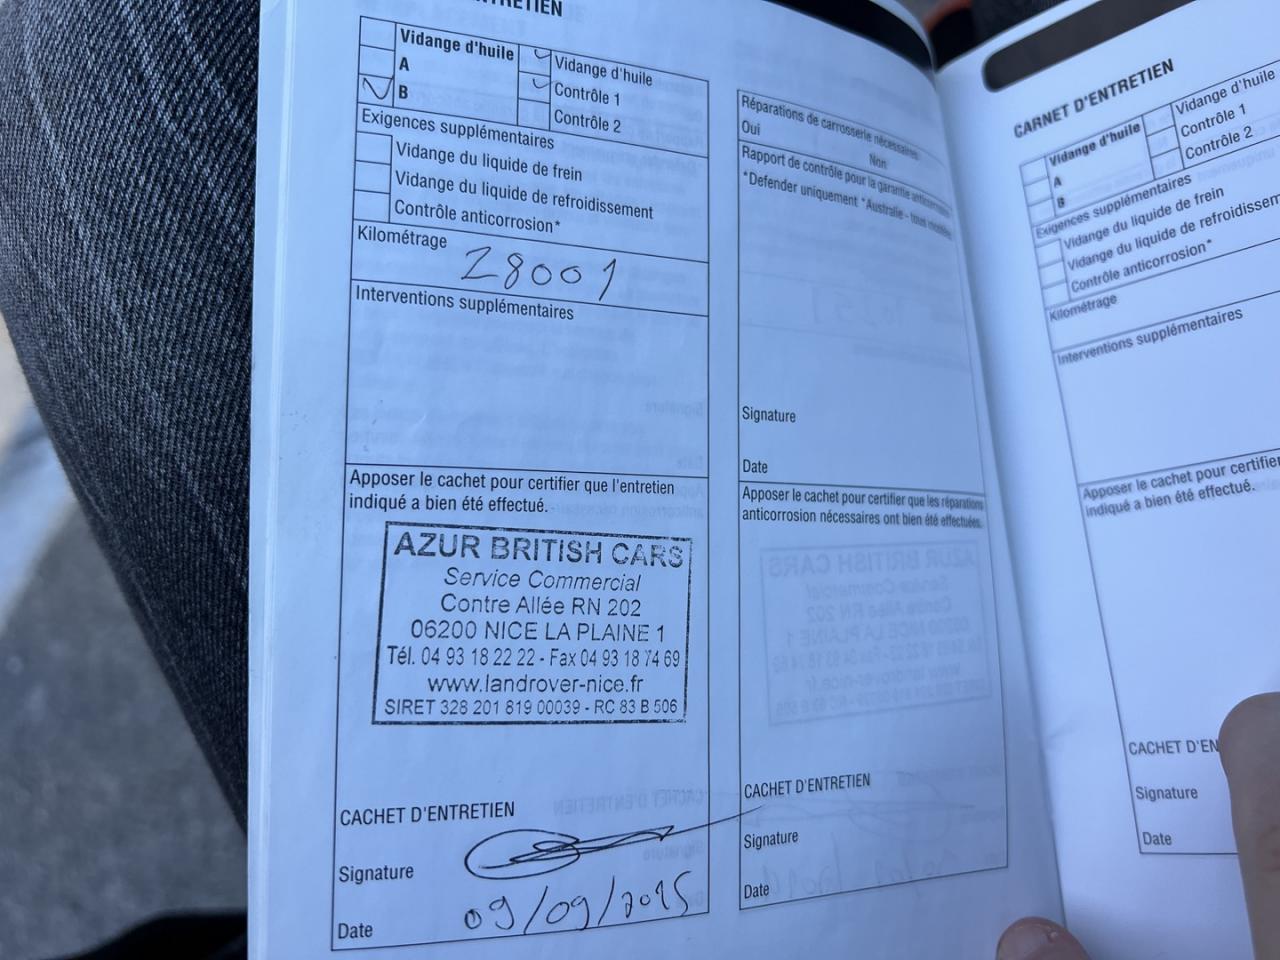 Vidange d'huile
A
B
Vidange d'huile
Contrôle 1
Contrôle 2
Exigences supplémentaires
Vidange du liquide de frein
Vidange du liquide de refroidissement
Contrôle anticorrosion*
Kilométrage
28001
Interventions supplémentaires
Apposer le cachet pour certifier que l'entretien
indiqué a bien été effectué.
AZUR BRITISH CARS
Service Commercial
Contre Allée RN 202
06200 NICE LA PLAINE 1
Tél. 04 93 18 22 22 - Fax 04 93 18 74 69
www.landrover-nice.fr
SIRET 328 201 819 00039 - RC 83 B 506
CACHET D'ENTRETIEN
Signature
Date 09/09/2015
Réparations de carrosserie nécessaires
Oui Non
Rapport de contrôle pour la garantie
*Defender uniquement *Australie - tous
Signature
Date
Apposer le cachet pour certifier que les réparations
anticorrosion nécessaires ont bien été effectuées.
CACHET D'ENTRETIEN
Signature
Date
CARNET D'ENTRETIEN
Vidange d'huile
A
B
Vidange d'huile
Contrôle 1
Contrôle 2
Exigences supplémentaires
Vidange du liquide de frein
Vidange du liquide de
Contrôle anticorrosion*
Kilométrage
Interventions supplémentaires
Apposer le cachet pour certifier
indiqué a bien été effectué.
CACHET
Signature
Date